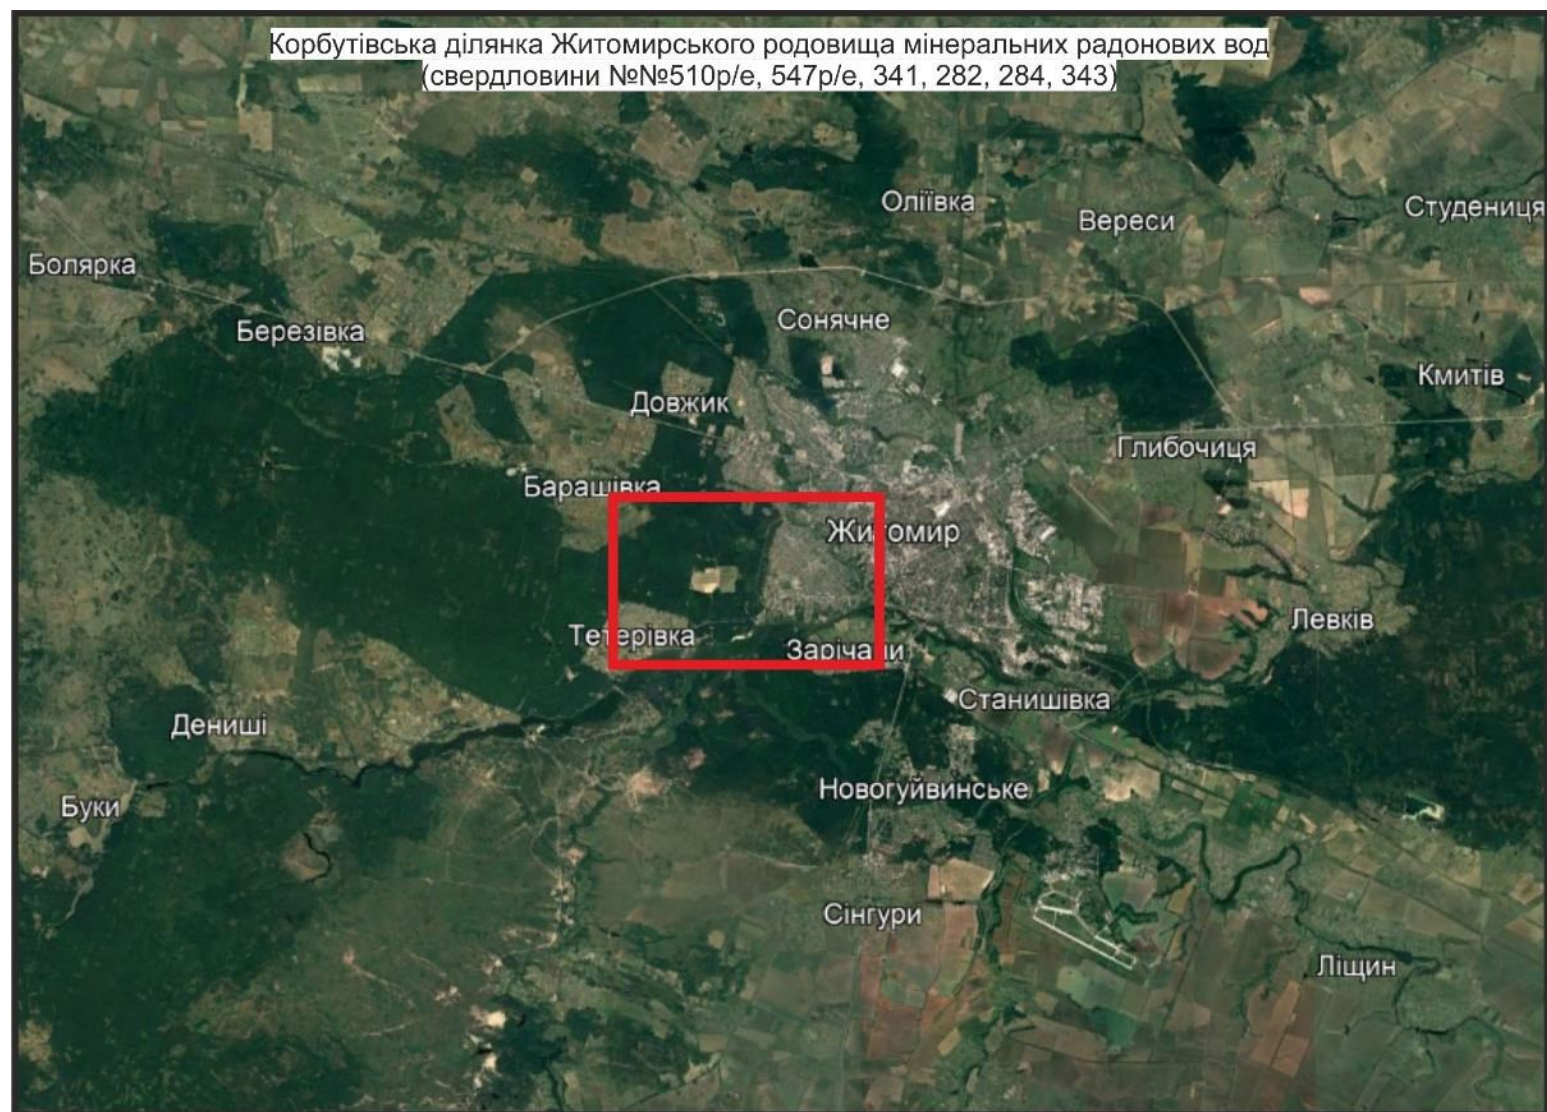 Корбутівська ділянка Житомирського родовища мінеральних радонових вод
(свердловини №№510р/е, 547р/е, 341, 282, 284, 343)
Оліївка
Вереси
Студениця
Болярка
Сонячне
Березівка
Кмитів
Довжик
Глибочиця
Барашівка
Житомир
Левків
Тетерівка
Зарічани
Станишівка
Дениші
Новогуйвинське
Буки
Сінгури
Ліщин